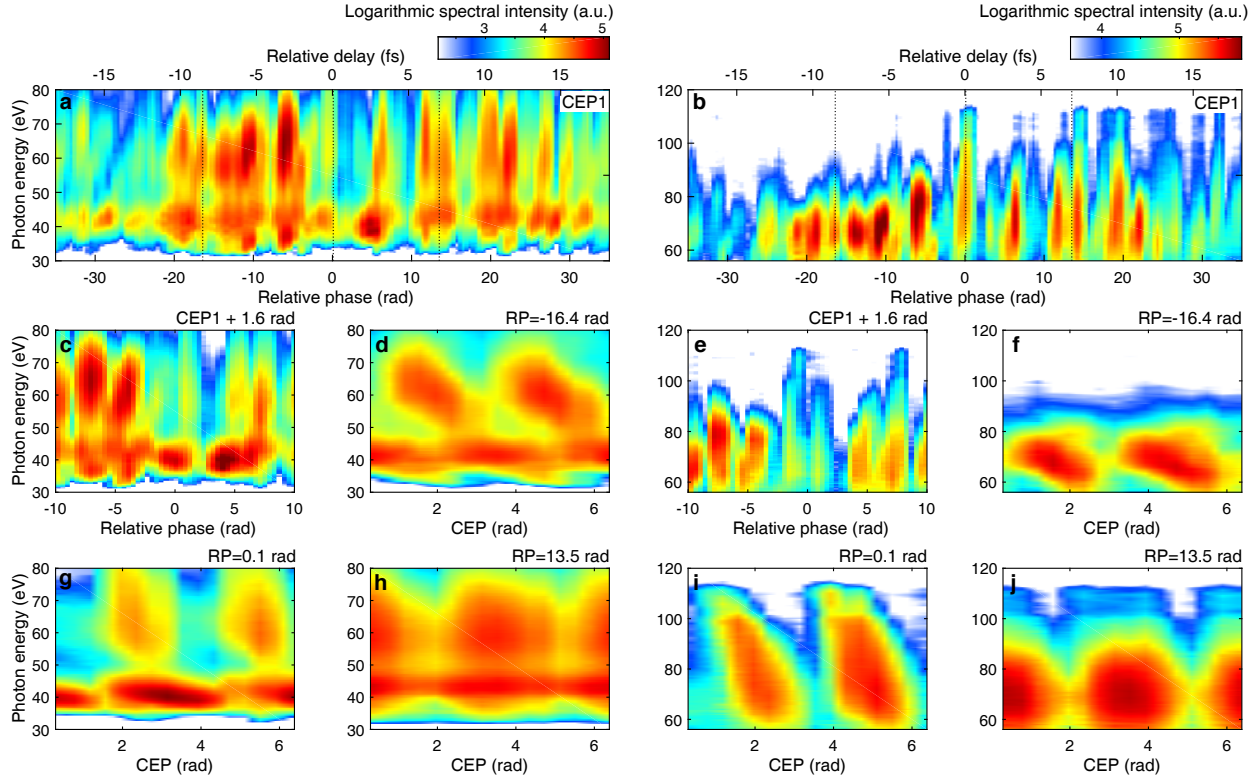 Logarithmic spectral intensity (a.u.)
3 4 5
Relative delay (fs)
-15 -10 -5 0 5 10 15
80 70 60 50 40 30
Photon energy (eV)
a
CEP1
-30 -20 -10 0 10 20 30
Relative phase (rad)
Logarithmic spectral intensity (a.u.)
4 5
Relative delay (fs)
-15 -10 -5 0 5 10 15
120 100 80 60
b
CEP1
-30 -20 -10 0 10 20 30
Relative phase (rad)
CEP1 + 1.6 rad
80 70 60 50 40 30
Photon energy (eV)
c
-10 -5 0 5 10
Relative phase (rad)
RP=-16.4 rad
80 70 60 50 40 30
d
2 4 6
CEP (rad)
CEP1 + 1.6 rad
120 100 80 60
e
-10 -5 0 5 10
Relative phase (rad)
RP=-16.4 rad
120 100 80 60
f
2 4 6
CEP (rad)
RP=0.1 rad
80 70 60 50 40 30
Photon energy (eV)
g
2 4 6
CEP (rad)
RP=13.5 rad
80 70 60 50 40 30
h
2 4 6
CEP (rad)
RP=0.1 rad
120 100 80 60
i
2 4 6
CEP (rad)
RP=13.5 rad
120 100 80 60
j
2 4 6
CEP (rad)